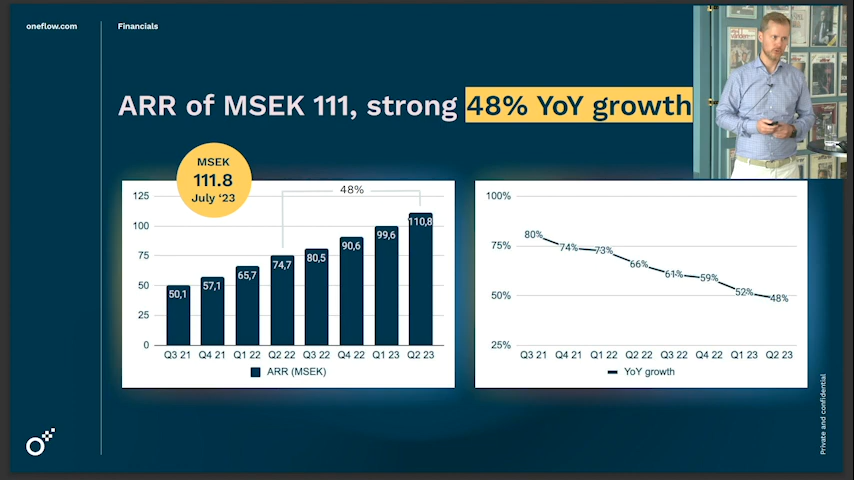 oneflow.com
Financials
ARR of MSEK 111, strong 48% YoY growth
MSEK
111.8
July ‘23
48%
125
100
75
50
25
0
50,1
57,1
65,7
74,7
80,5
90,6
99,6
110,8
Q3 21 Q4 21 Q1 22 Q2 22 Q3 22 Q4 22 Q1 23 Q2 23
ARR (MSEK)
100%
75%
50%
25%
80%
74%
73%
66%
61%
59%
52%
48%
Q3 21 Q4 21 Q1 22 Q2 22 Q3 22 Q4 22 Q1 23 Q2 23
YoY growth
Private and confidential